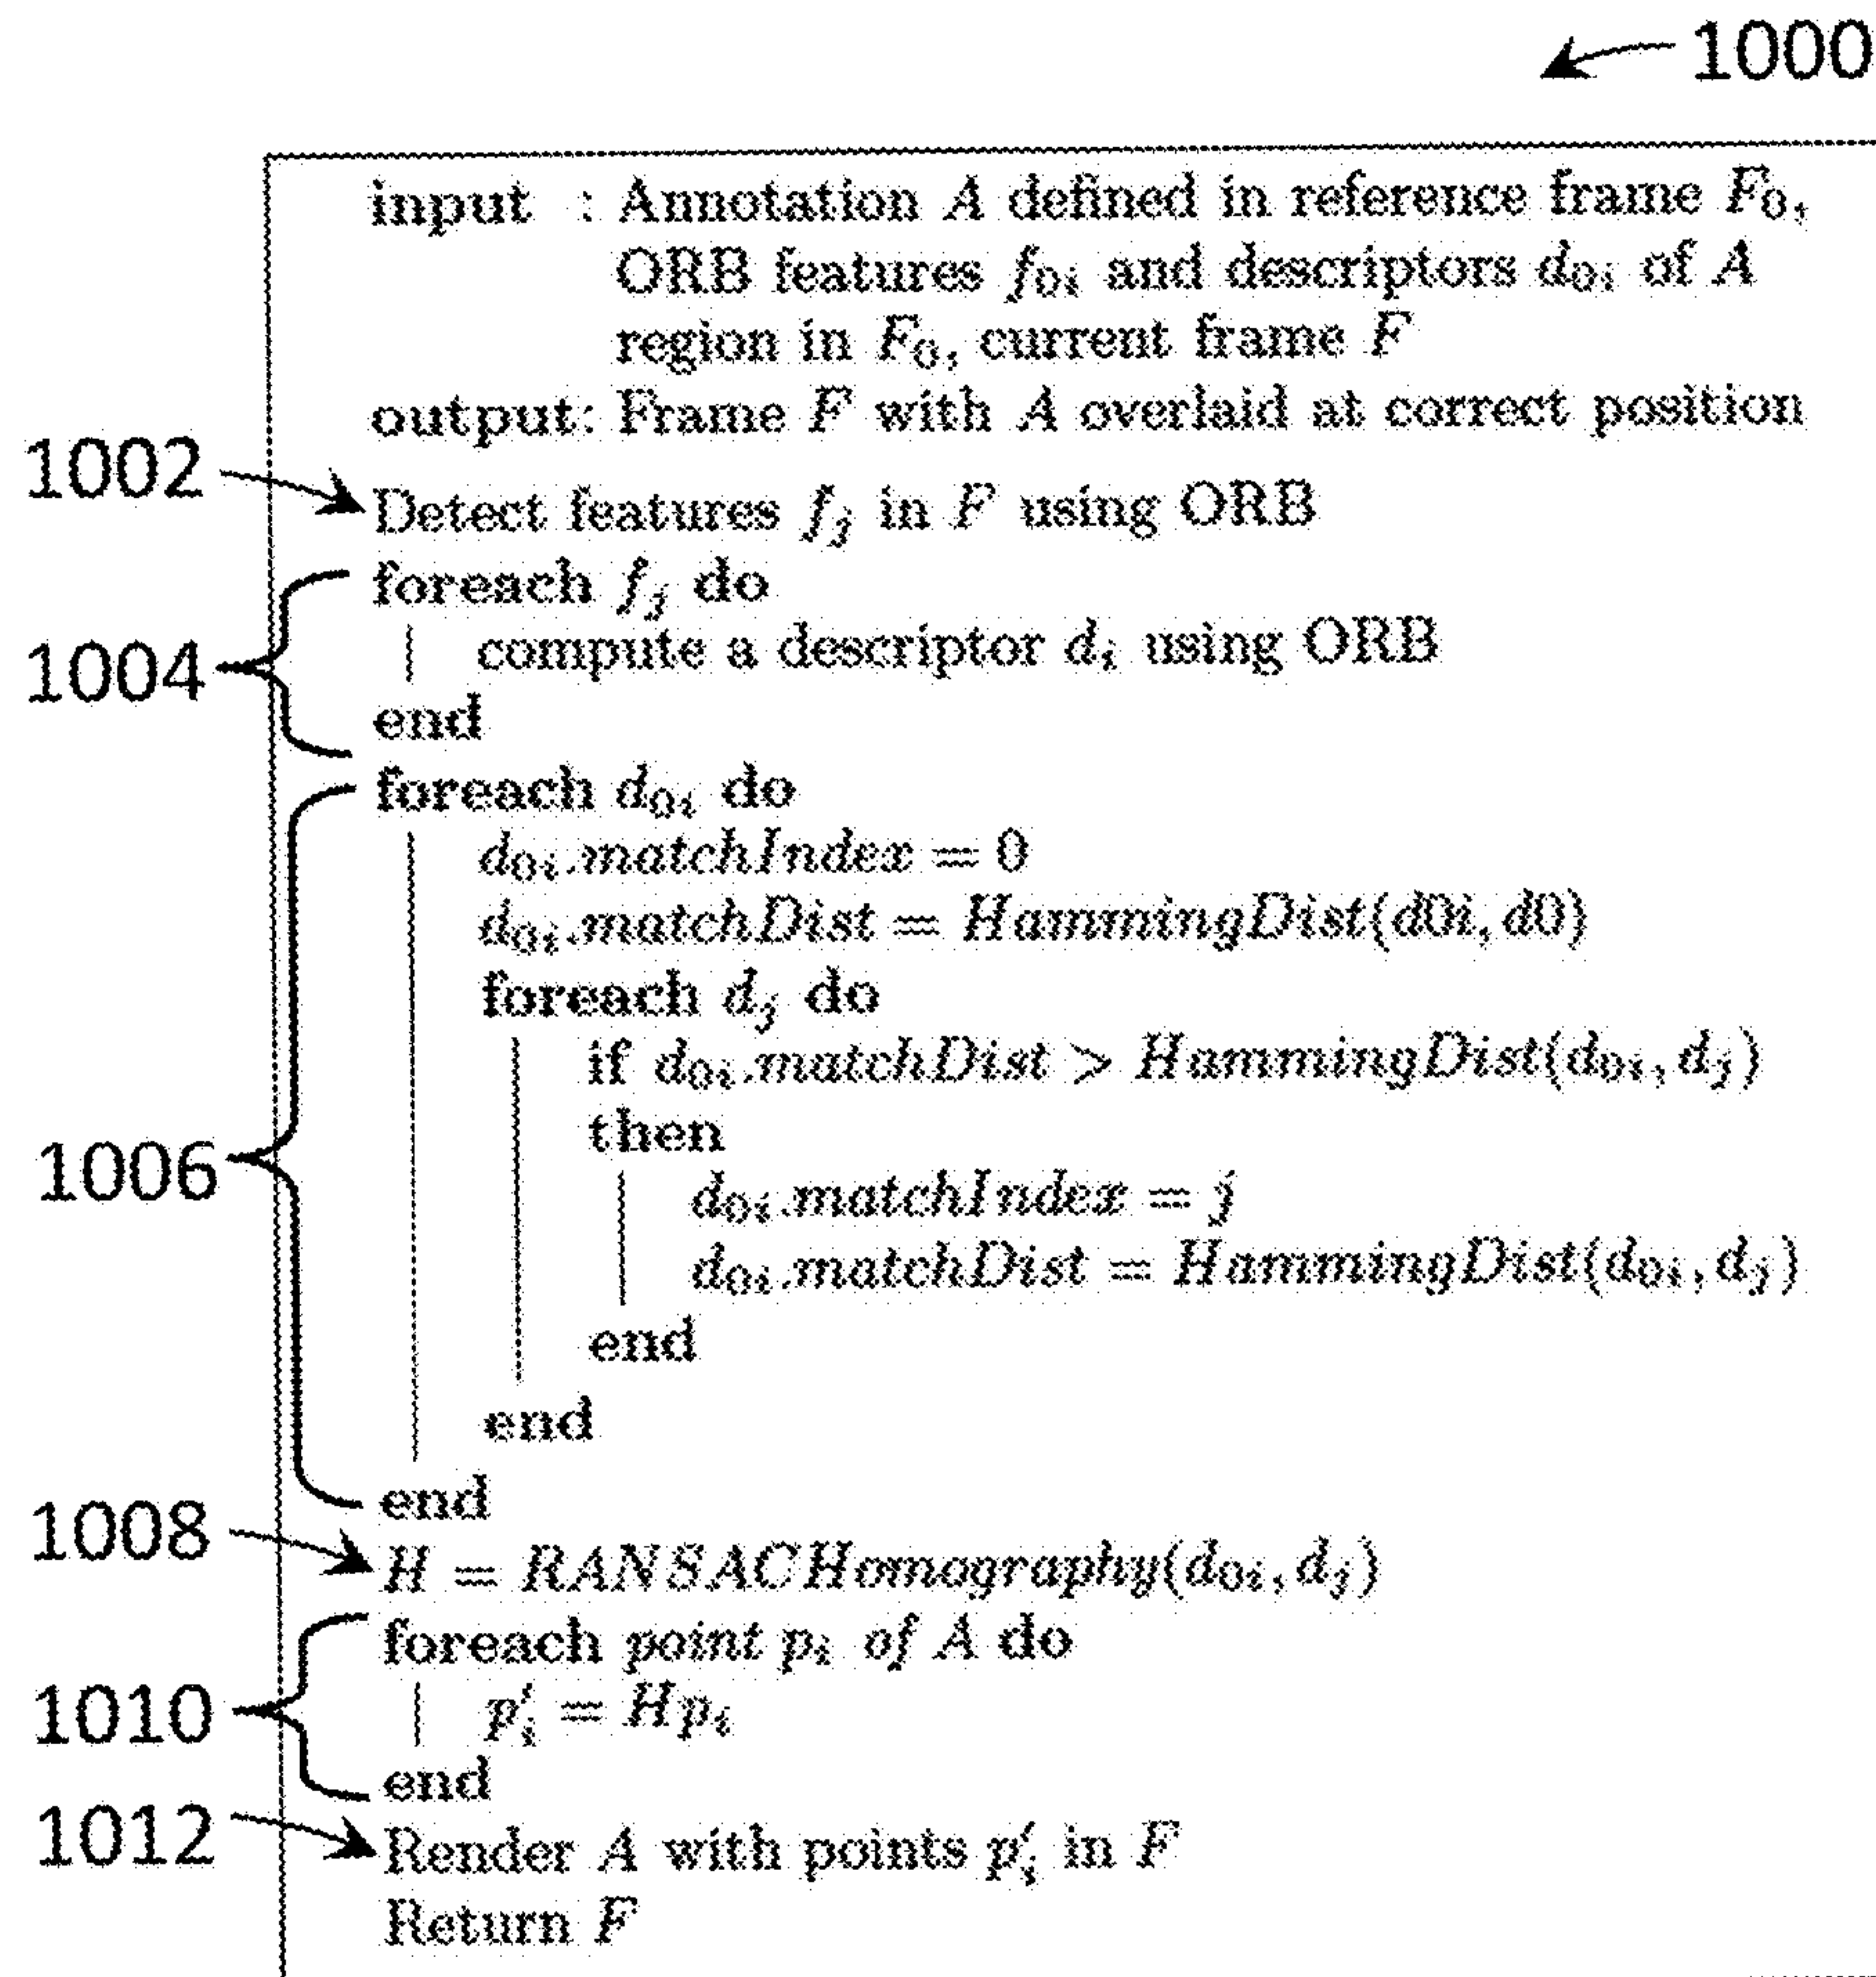 1000
input : Annotation A defined in reference frame F₀,
ORB features f₀ᵢ and descriptors d₀ᵢ of A
region in F₀, current frame F
output: Frame F with A overlaid at correct position
1002
Detect features fⱼ in F using ORB
foreach fⱼ do
1004
compute a descriptor dᵢ using ORB
end
foreach d₀ᵢ do
d₀ᵢ.matchIndex = 0
d₀ᵢ.matchDist = HammingDist(d0i, d0)
foreach dⱼ do
if d₀ᵢ.matchDist > HammingDist(d₀ᵢ, dⱼ)
then
1006
d₀ᵢ.matchIndex = j
d₀ᵢ.matchDist = HammingDist(d₀ᵢ, dⱼ)
end
end
end
1008
H = RANSACHomography(d₀ᵢ, dⱼ)
foreach point pᵢ of A do
1010
p′ᵢ = Hpᵢ
end
1012
Render A with points p′ᵢ in F
Return F